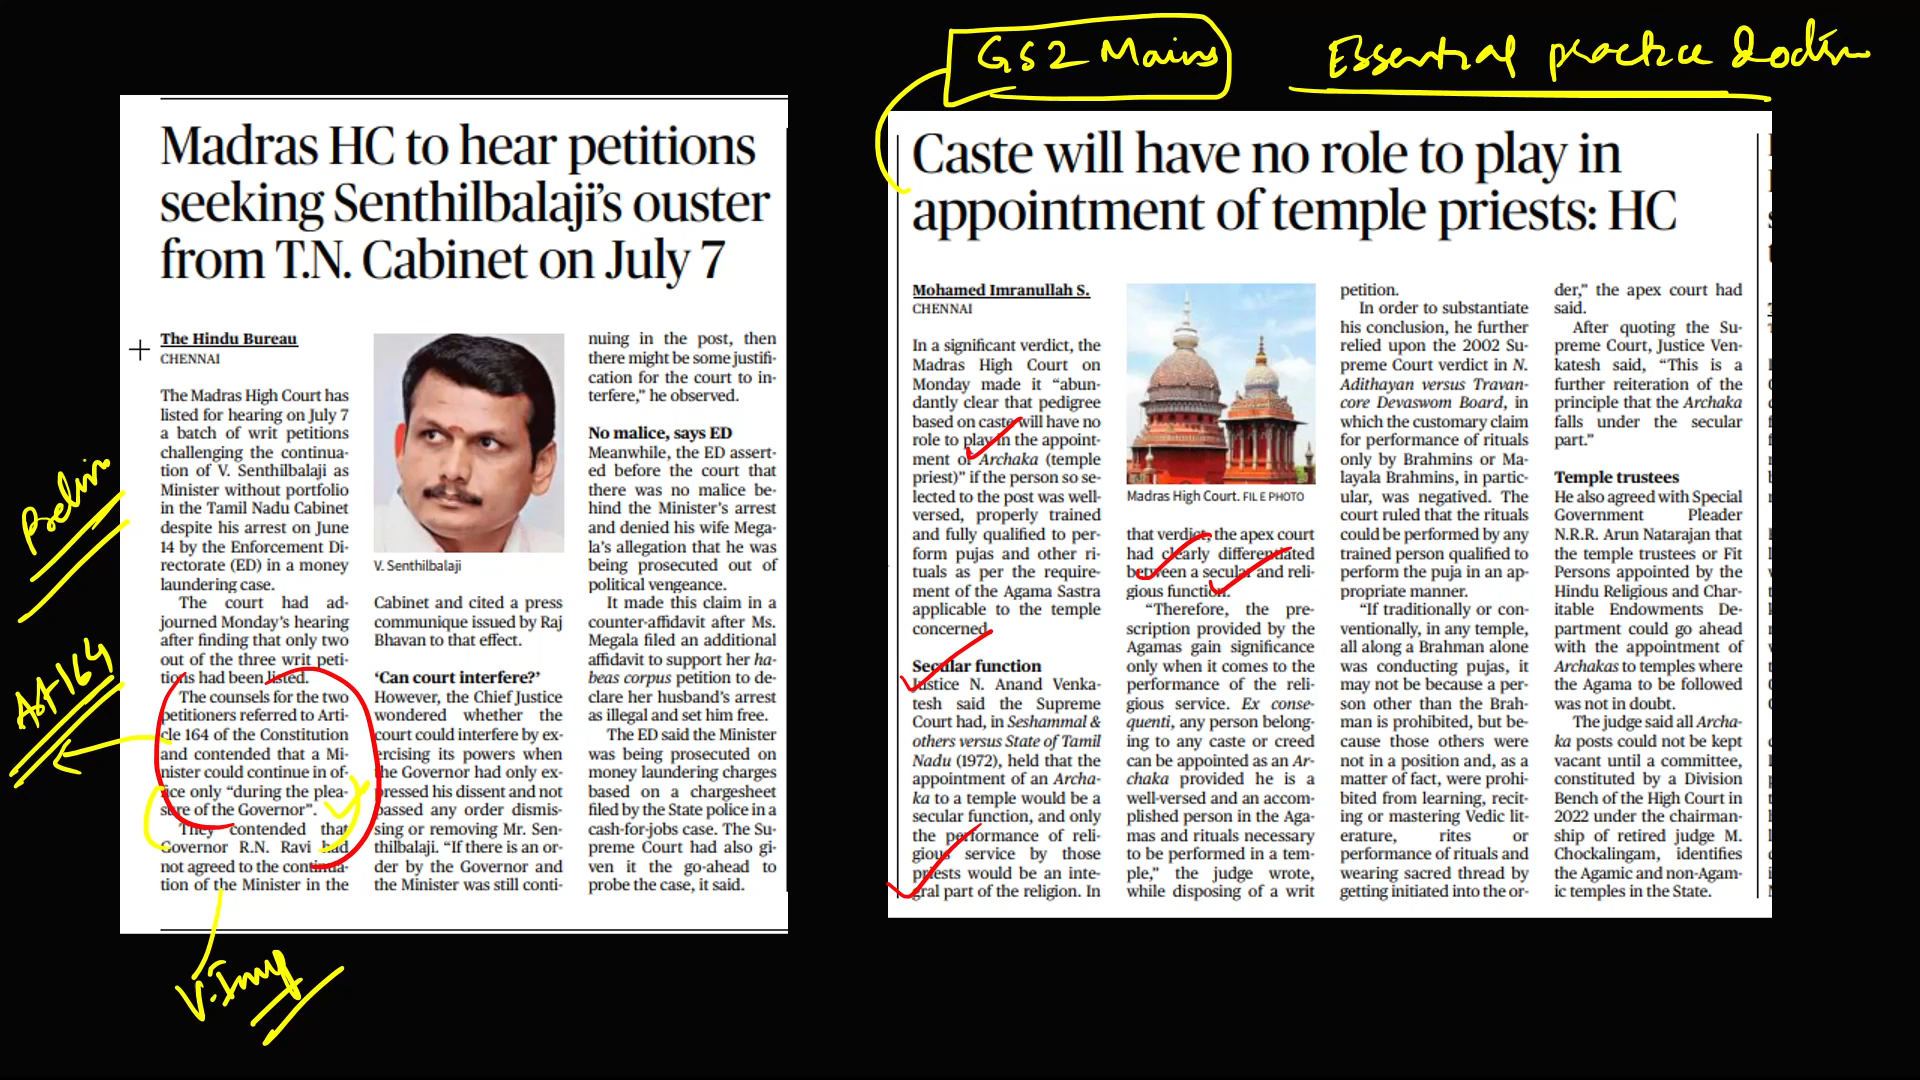 GS2 Mains
Essential practice
Madras HC to hear petitions
seeking Senthilbalaji's ouster
from T.N. Cabinet on July 7
The Hindu Bureau
CHENNAI
The Madras High Court has
listed for hearing on July 7
a batch of writ petitions
challenging the continua-
tion of V. Senthilbalaji as
Minister without portfolio
in the Tamil Nadu Cabinet
despite his arrest on June
14 by the Enforcement Di-
rectorate (ED) in a money
laundering case.
The court had ad-
journed Monday's hearing
after finding that only two
out of the three writ peti-
tions had been listed.
The counsels for the two
petitioners referred to Arti-
cle 164 of the Constitution
and contended that a Mi-
nister could continue in of-
fice only “during the plea-
sure of the Governor”.
They contended that
Governor R.N. Ravi had
not agreed to the continua-
tion of the Minister in the
V. Senthilbalaji
Cabinet and cited a press
communique issued by Raj
Bhavan to that effect.
‘Can court interfere?’
However, the Chief Justice
wondered whether the
court could interfere by ex-
ercising its powers when
the Governor had only ex-
pressed his dissent and not
passed any order dismis-
sing or removing Mr. Sen-
thilbalaji. “If there is an or-
der by the Governor and
the Minister was still conti-
nuing in the post, then
there might be some justifi-
cation for the court to in-
terfere,” he observed.
No malice, says ED
Meanwhile, the ED assert-
ed before the court that
there was no malice be-
hind the Minister's arrest
and denied his wife Mega-
la's allegation that he was
being prosecuted out of
political vengeance.
It made this claim in a
counter-affidavit after Ms.
Megala filed an additional
affidavit to support her ha-
beas corpus petition to de-
clare her husband's arrest
as illegal and set him free.
The ED said the Minister
was being prosecuted on
money laundering charges
based on a chargesheet
filed by the State police in a
cash-for-jobs case. The Su-
preme Court had also gi-
ven it the go-ahead to
probe the case, it said.
Prelim
Art 164
V. Imp
Caste will have no role to play in
appointment of temple priests: HC
Mohamed Imranullah S.
CHENNAI
In a significant verdict, the
Madras High Court on
Monday made it “abun-
dantly clear that pedigree
based on caste will have no
role to play in the appoint-
ment of Archaka (temple
priest)” if the person so se-
lected to the post was well-
versed, properly trained
and fully qualified to per-
form pujas and other ri-
tuals as per the require-
ment of the Agama Sastra
applicable to the temple
concerned.
Secular function
Justice N. Anand Venka-
tesh said the Supreme
Court had, in Seshammal &
others versus State of Tamil
Nadu (1972), held that the
appointment of an Archa-
ka to a temple would be a
secular function, and only
the performance of reli-
gious service by those
priests would be an inte-
gral part of the religion. In
Madras High Court. FILE PHOTO
that verdict, the apex court
had clearly differentiated
between a secular and reli-
gious function.
“Therefore, the pre-
scription provided by the
Agamas gain significance
only when it comes to the
performance of the reli-
gious service. Ex conse-
quenti, any person belong-
ing to any caste or creed
can be appointed as an Ar-
chaka provided he is a
well-versed and an accom-
plished person in the Aga-
mas and rituals necessary
to be performed in a tem-
ple,” the judge wrote,
while disposing of a writ
petition.
In order to substantiate
his conclusion, he further
relied upon the 2002 Su-
preme Court verdict in N.
Adithayan versus Travan-
core Devaswom Board, in
which the customary claim
for performance of rituals
only by Brahmins or Ma-
layala Brahmins, in partic-
ular, was negatived. The
court ruled that the rituals
could be performed by any
trained person qualified to
perform the puja in an ap-
propriate manner.
“If traditionally or con-
ventionally, in any temple,
all along a Brahman alone
was conducting pujas, it
may not be because a per-
son other than the Brah-
man is prohibited, but be-
cause those others were
not in a position and, as a
matter of fact, were prohi-
bited from learning, recit-
ing or mastering Vedic lit-
erature, rites or
performance of rituals and
wearing sacred thread by
getting initiated into the or-
der,” the apex court had
said.
After quoting the Su-
preme Court, Justice Ven-
katesh said, “This is a
further reiteration of the
principle that the Archaka
falls under the secular
part.”
Temple trustees
He also agreed with Special
Government Pleader
N.R.R. Arun Natarajan that
the temple trustees or Fit
Persons appointed by the
Hindu Religious and Char-
itable Endowments De-
partment could go ahead
with the appointment of
Archakas to temples where
the Agama to be followed
was not in doubt.
The judge said all Archa-
ka posts could not be kept
vacant until a committee,
constituted by a Division
Bench of the High Court in
2022 under the chairman-
ship of retired judge M.
Chockalingam, identifies
the Agamic and non-Agam-
ic temples in the State.